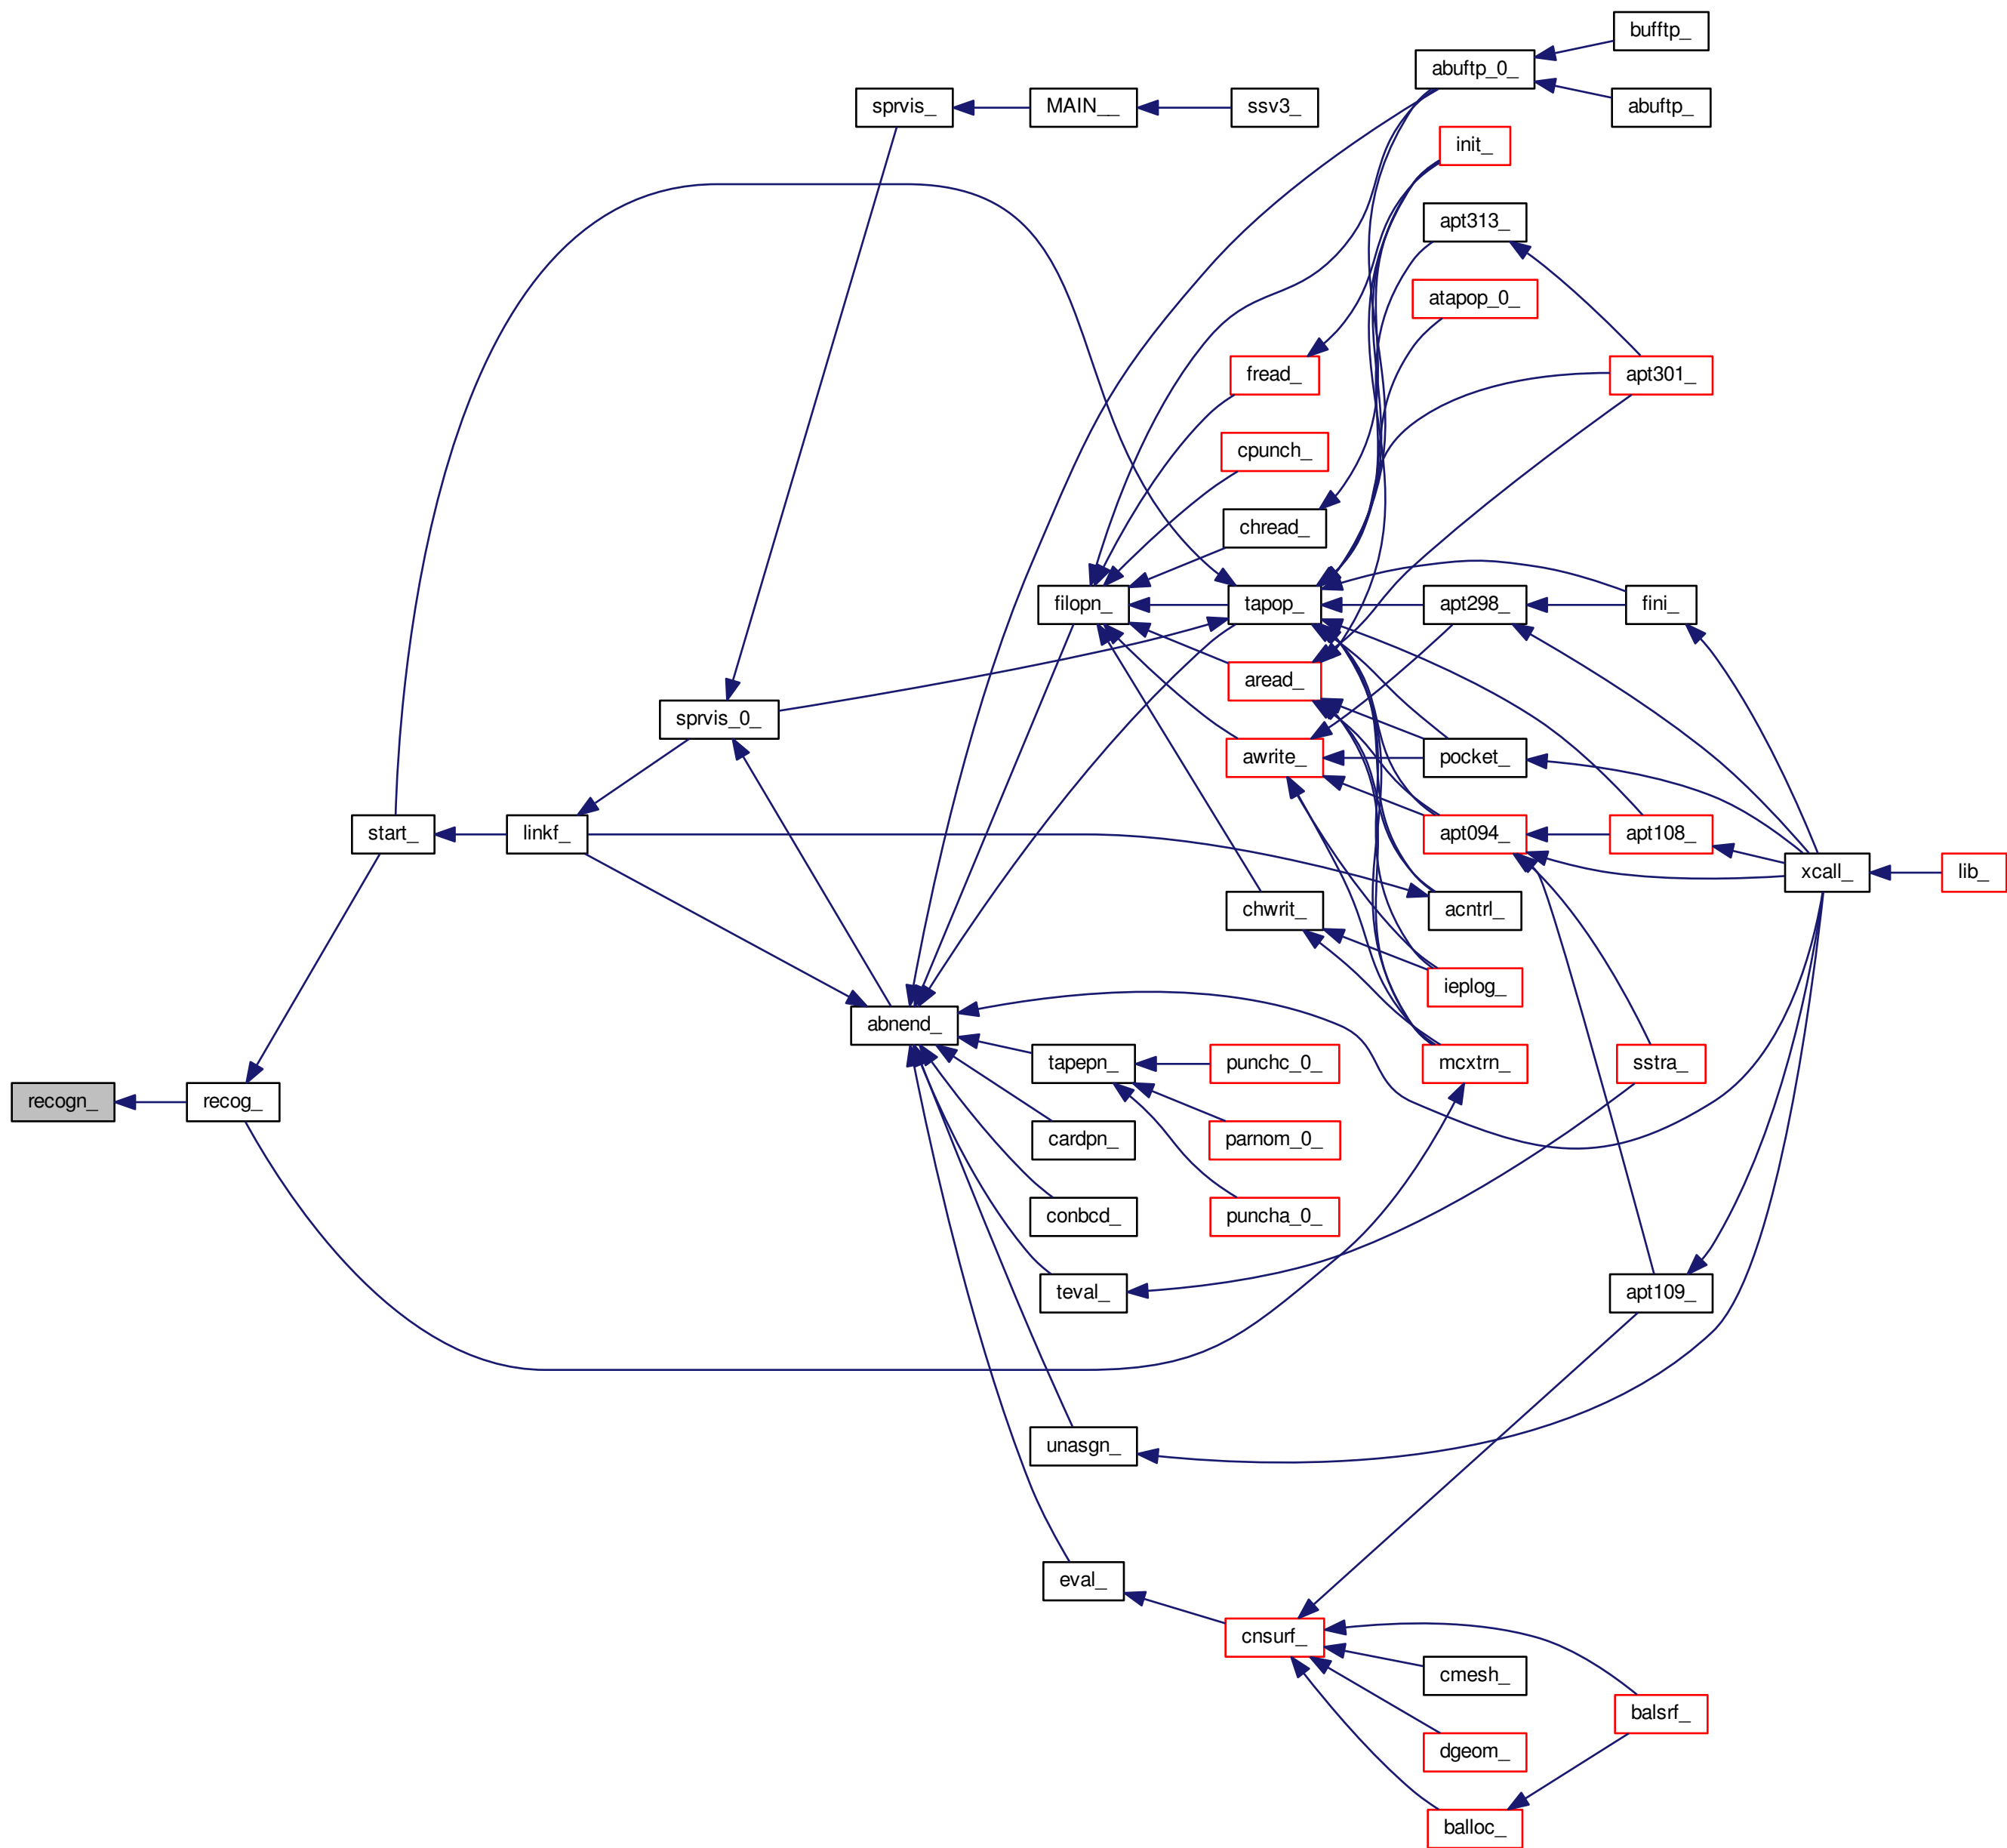 bufftp_
abuftp_0_
sprvis_
MAIN__
ssv3_
abuftp_
init_
apt313_
atapop_0_
fread_
apt301_
cpunch_
chread_
filopn_
tapop_
apt298_
fini_
aread_
sprvis_0_
awrite_
pocket_
start_
linkf_
apt094_
apt108_
xcall_
lib_
chwrit_
acntrl_
ieplog_
abnend_
tapepn_
punchc_0_
mcxtrn_
sstra_
recogn_
recog_
cardpn_
parnom_0_
conbcd_
puncha_0_
teval_
apt109_
unasgn_
eval_
cnsurf_
cmesh_
balsrf_
dgeom_
balloc_